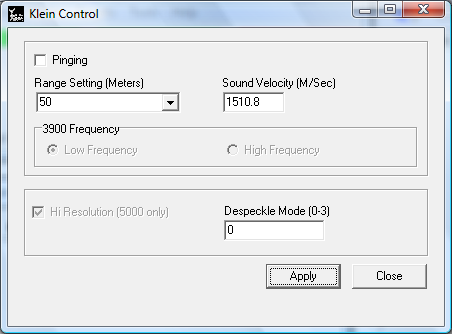 Klein Control
Pinging
Range Setting (Meters) Sound Velocity (M/Sec)
50 1510.8
3900 Frequency
Low Frequency High Frequency
Hi Resolution (5000 only) Despeckle Mode (0-3)
0
Apply Close